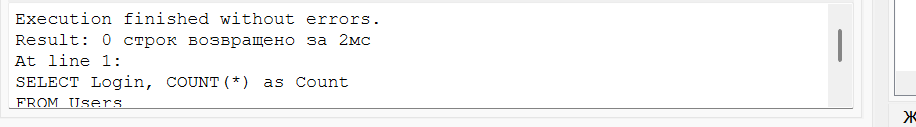 Execution finished without errors.
Result: 0 строк возвращено за 2мс
At line 1:
SELECT Login, COUNT(*) as Count
FROM Users
Ж